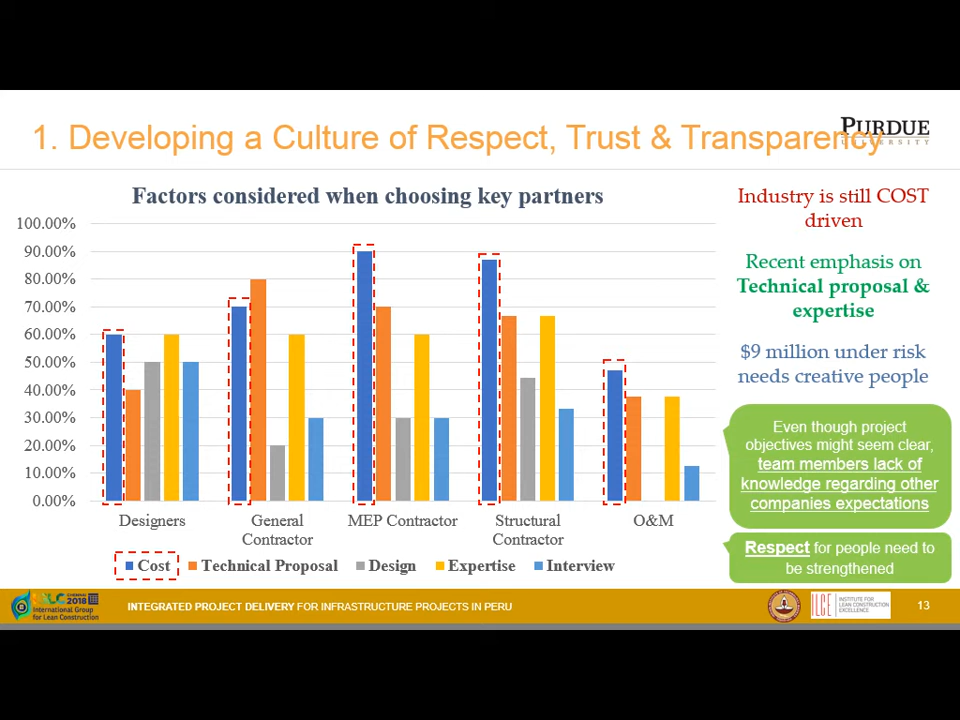 1. Developing a Culture of Respect, Trust & Transparency
PURDUE
UNIVERSITY
Factors considered when choosing key partners
100.00%
90.00%
80.00%
70.00%
60.00%
50.00%
40.00%
30.00%
20.00%
10.00%
0.00%
Designers
General
Contractor
MEP Contractor
Structural
Contractor
O&M
Cost
Technical Proposal
Design
Expertise
Interview
Industry is still COST
driven
Recent emphasis on
Technical proposal &
expertise
$9 million under risk
needs creative people
Even though project
objectives might seem clear,
team members lack of
knowledge regarding other
companies expectations
Respect for people need to
be strengthened
2018
International Group
for Lean Construction
INTEGRATED PROJECT DELIVERY FOR INFRASTRUCTURE PROJECTS IN PERU
ILCE
INSTITUTE FOR
LEAN CONSTRUCTION
EXCELLENCE
13